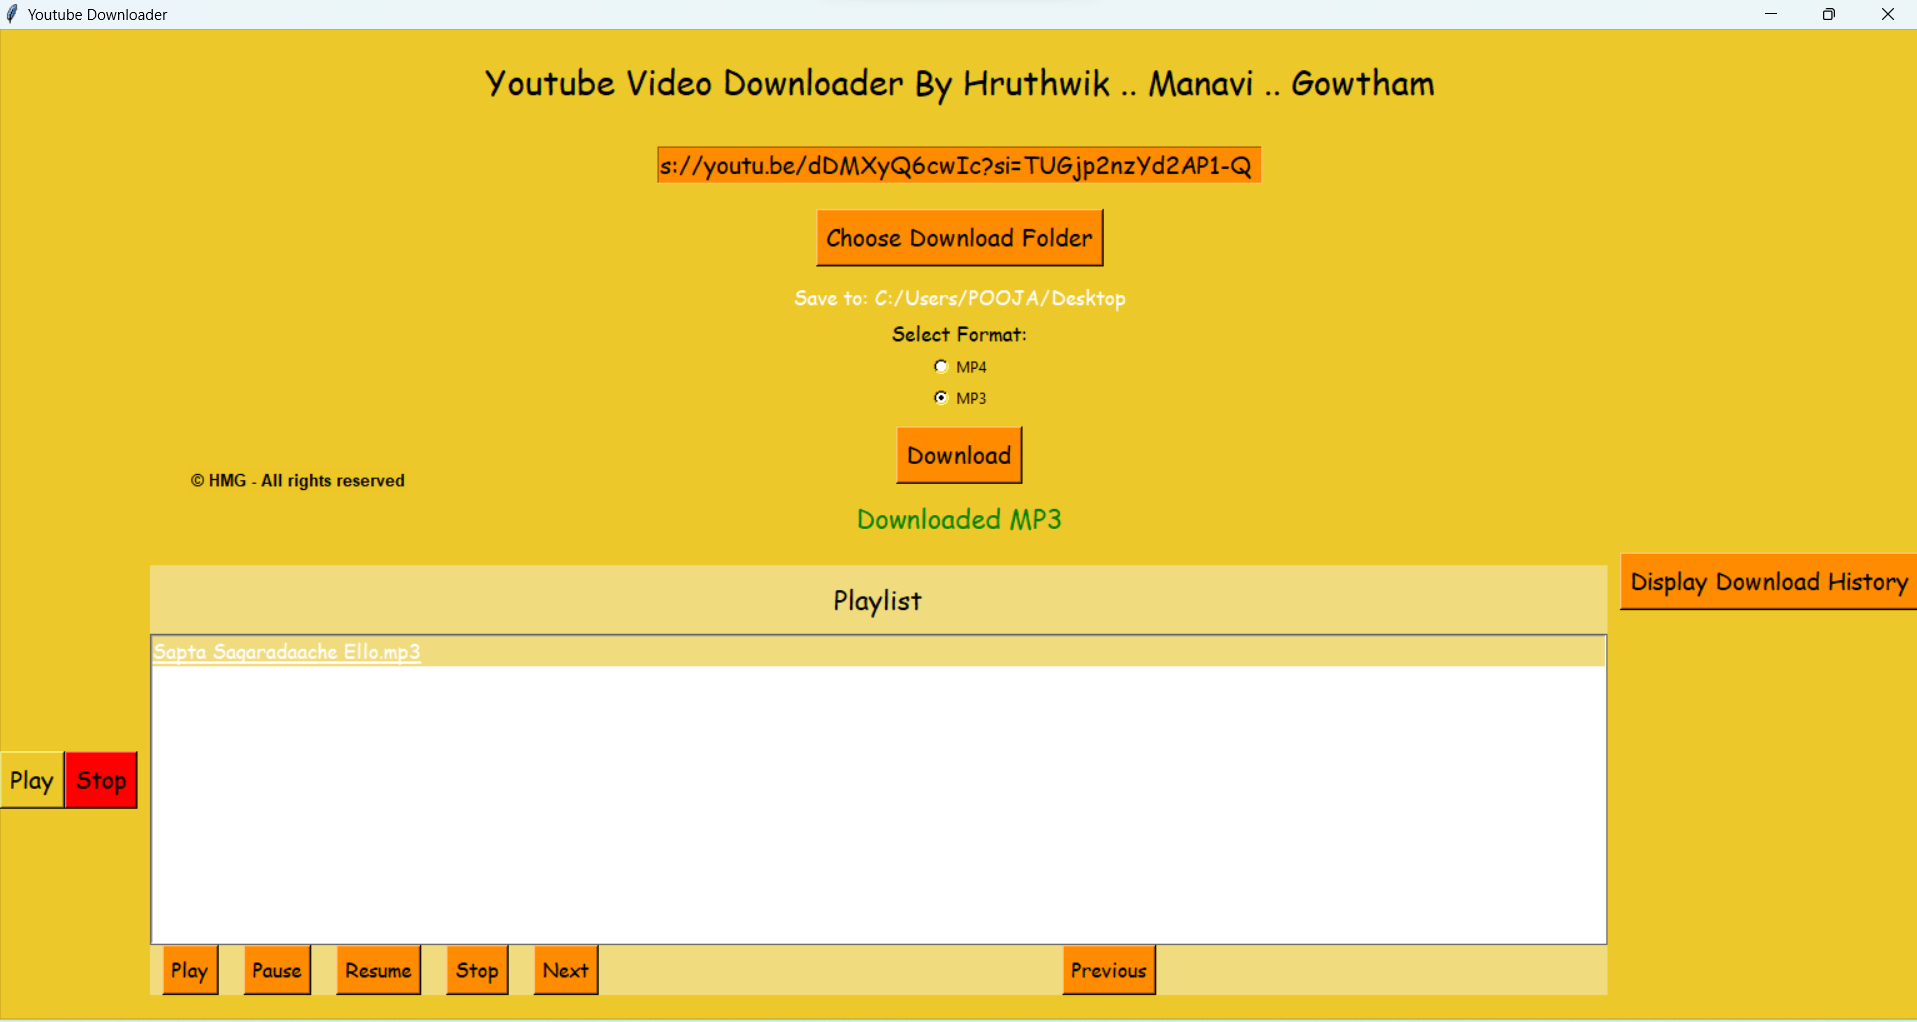 Youtube Downloader
Youtube Video Downloader By Hruthwik .. Manavi .. Gowtham
s://youtu.be/dDMXyQ6cwIc?si=TUGjp2nzYd2AP1-Q
Choose Download Folder
Save to: C:/Users/POOJA/Desktop
Select Format:
MP4
MP3
Download
© HMG - All rights reserved
Downloaded MP3
Display Download History
Playlist
Sapta Sagaradaache Ello.mp3
Play Stop
Play Pause Resume Stop Next Previous